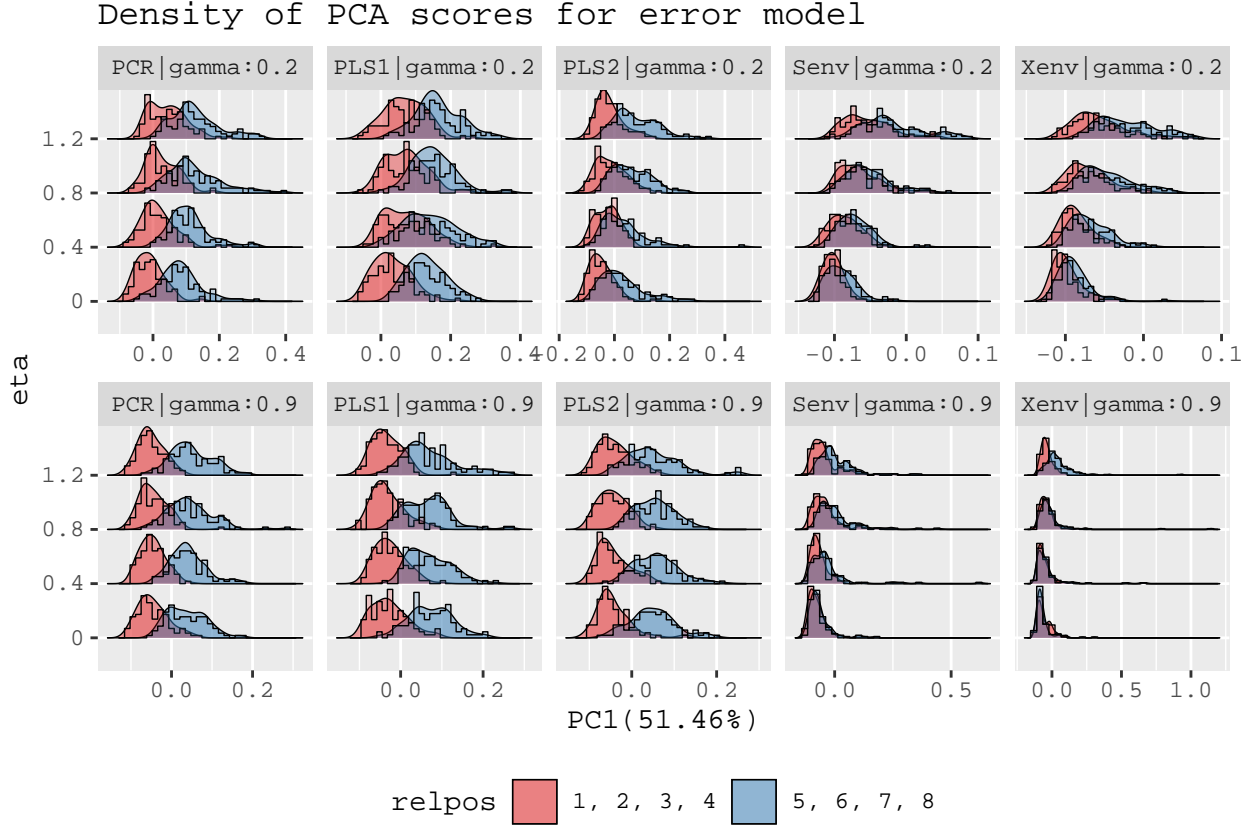 Density of PCA scores for error model
PCR|gamma:0.2 PLS1|gamma:0.2 PLS2|gamma:0.2 Senv|gamma:0.2 Xenv|gamma:0.2
1.2
0.8
0.4
0
0.0 0.2 0.4 0.0 0.2 0.4 -0.2 0.0 0.2 0.4 -0.1 0.0 0.1 -0.1 0.0 0.1
eta
PCR|gamma:0.9 PLS1|gamma:0.9 PLS2|gamma:0.9 Senv|gamma:0.9 Xenv|gamma:0.9
1.2
0.8
0.4
0
0.0 0.2 0.0 0.2 0.0 0.2 0.0 0.5 0.0 0.5 1.0
PC1(51.46%)
relpos 1, 2, 3, 4 5, 6, 7, 8